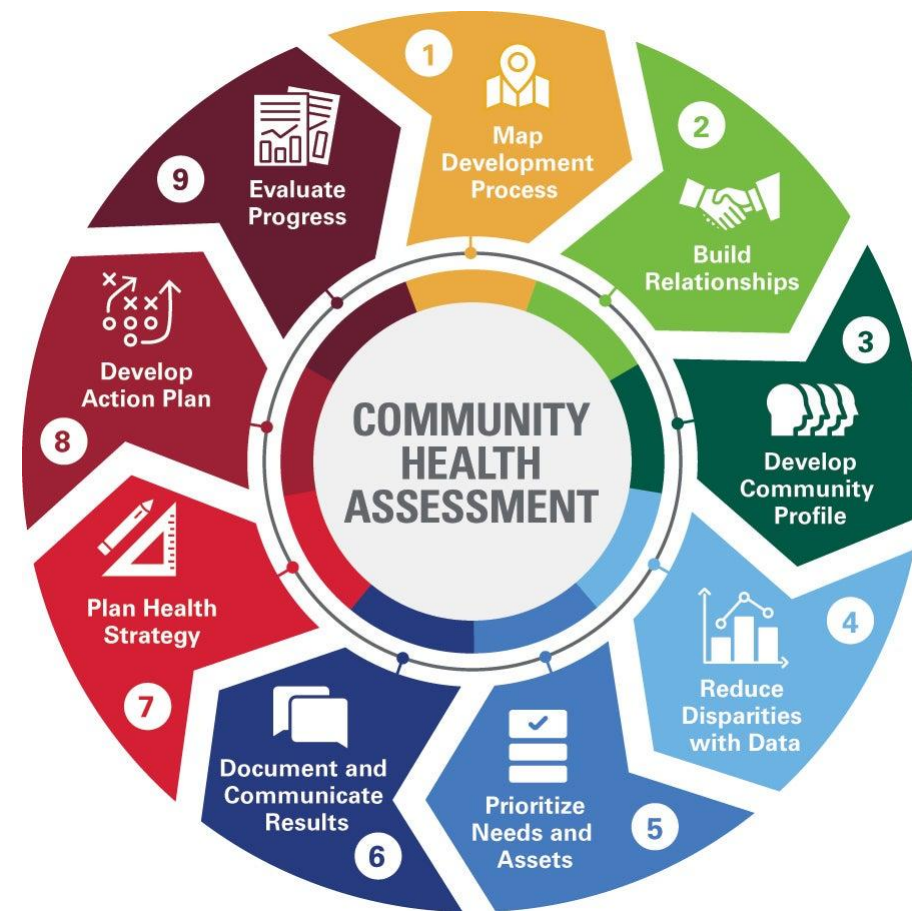 1
Map
Development
Process
2
Build
Relationships
3
Develop
Community
Profile
4
Reduce
Disparities
with Data
5
Prioritize
Needs and
Assets
6
Document and
Communicate
Results
7
Plan Health
Strategy
8
Develop
Action Plan
9
Evaluate
Progress
COMMUNITY
HEALTH
ASSESSMENT